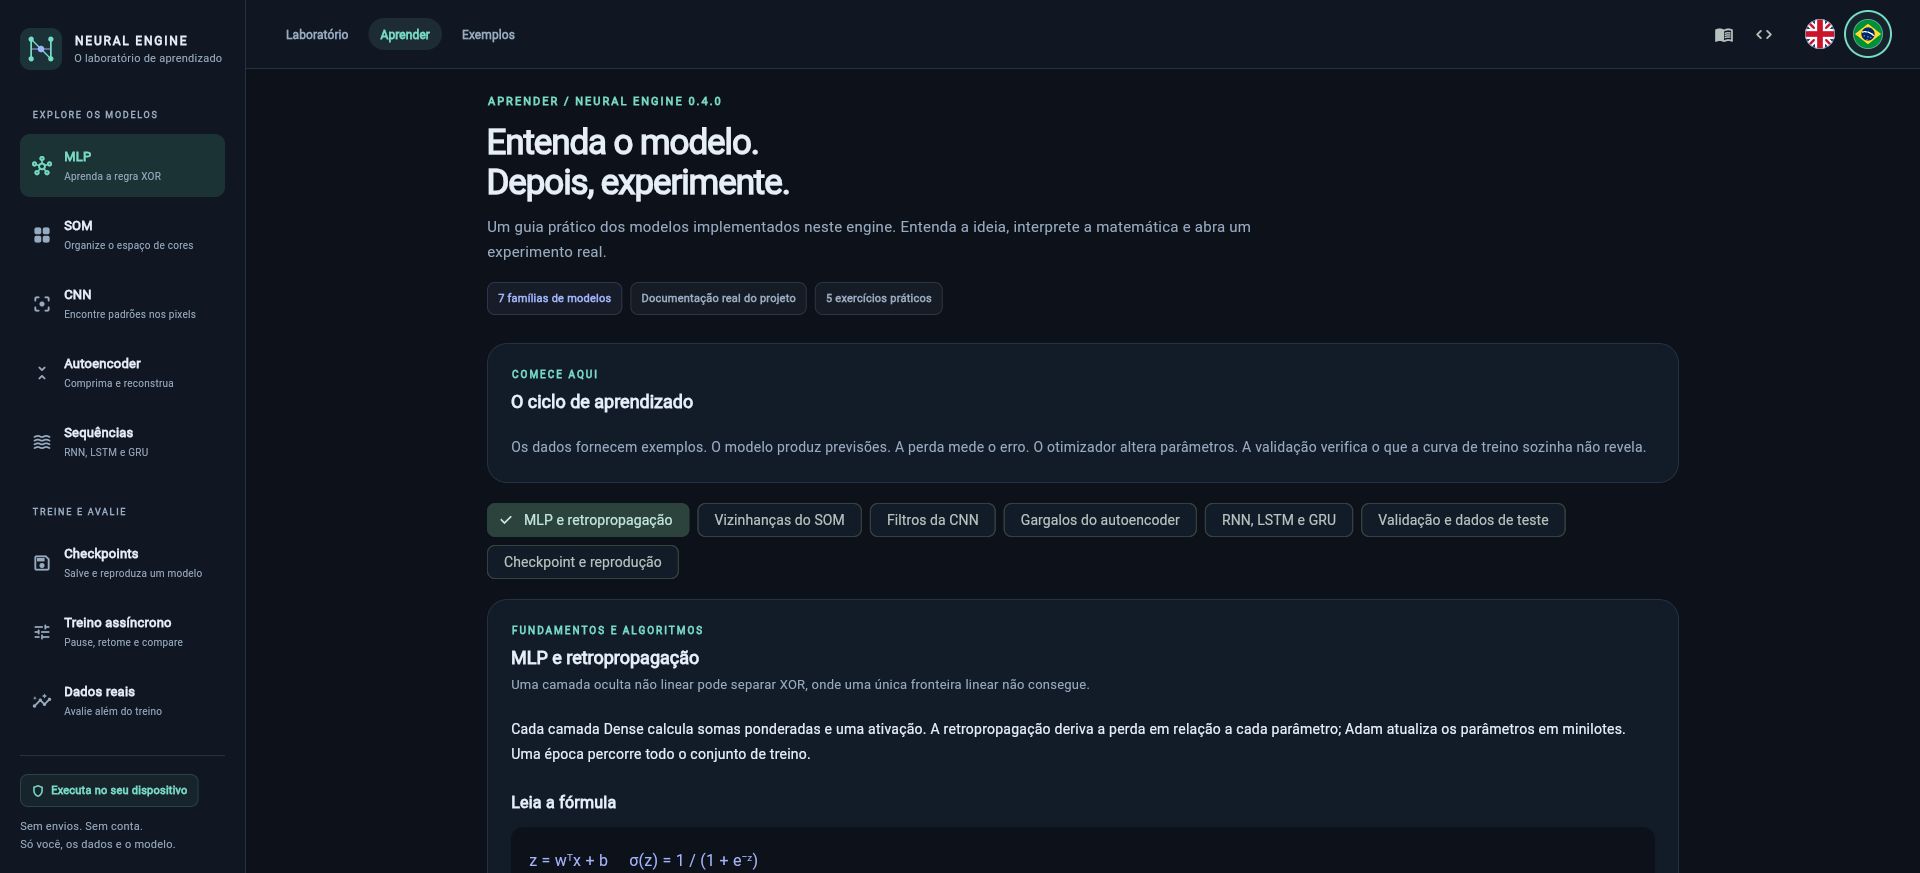 NEURAL ENGINE
O laboratório de aprendizado
Laboratório
Aprender
Exemplos
EXPLORE OS MODELOS
MLP
Aprenda a regra XOR
SOM
Organize o espaço de cores
CNN
Encontre padrões nos pixels
Autoencoder
Comprima e reconstrua
Sequências
RNN, LSTM e GRU
TREINE E AVALIE
Checkpoints
Salve e reproduza um modelo
Treino assíncrono
Pause, retome e compare
Dados reais
Avalie além do treino
Executa no seu dispositivo
Sem envios. Sem conta.
Só você, os dados e o modelo.
APRENDER / NEURAL ENGINE 0.4.0
Entenda o modelo.
Depois, experimente.
Um guia prático dos modelos implementados neste engine. Entenda a ideia, interprete a matemática e abra um
experimento real.
7 famílias de modelos
Documentação real do projeto
5 exercícios práticos
COMECE AQUI
O ciclo de aprendizado
Os dados fornecem exemplos. O modelo produz previsões. A perda mede o erro. O otimizador altera parâmetros. A validação verifica o que a curva de treino sozinha não revela.
MLP e retropropagação
Vizinhanças do SOM
Filtros da CNN
Gargalos do autoencoder
RNN, LSTM e GRU
Validação e dados de teste
Checkpoint e reprodução
FUNDAMENTOS E ALGORITMOS
MLP e retropropagação
Uma camada oculta não linear pode separar XOR, onde uma única fronteira linear não consegue.
Cada camada Dense calcula somas ponderadas e uma ativação. A retropropagação deriva a perda em relação a cada parâmetro; Adam atualiza os parâmetros em minilotes.
Uma época percorre todo o conjunto de treino.
Leia a fórmula
z = wᵀx + b σ(z) = 1 / (1 + e⁻ᶻ)